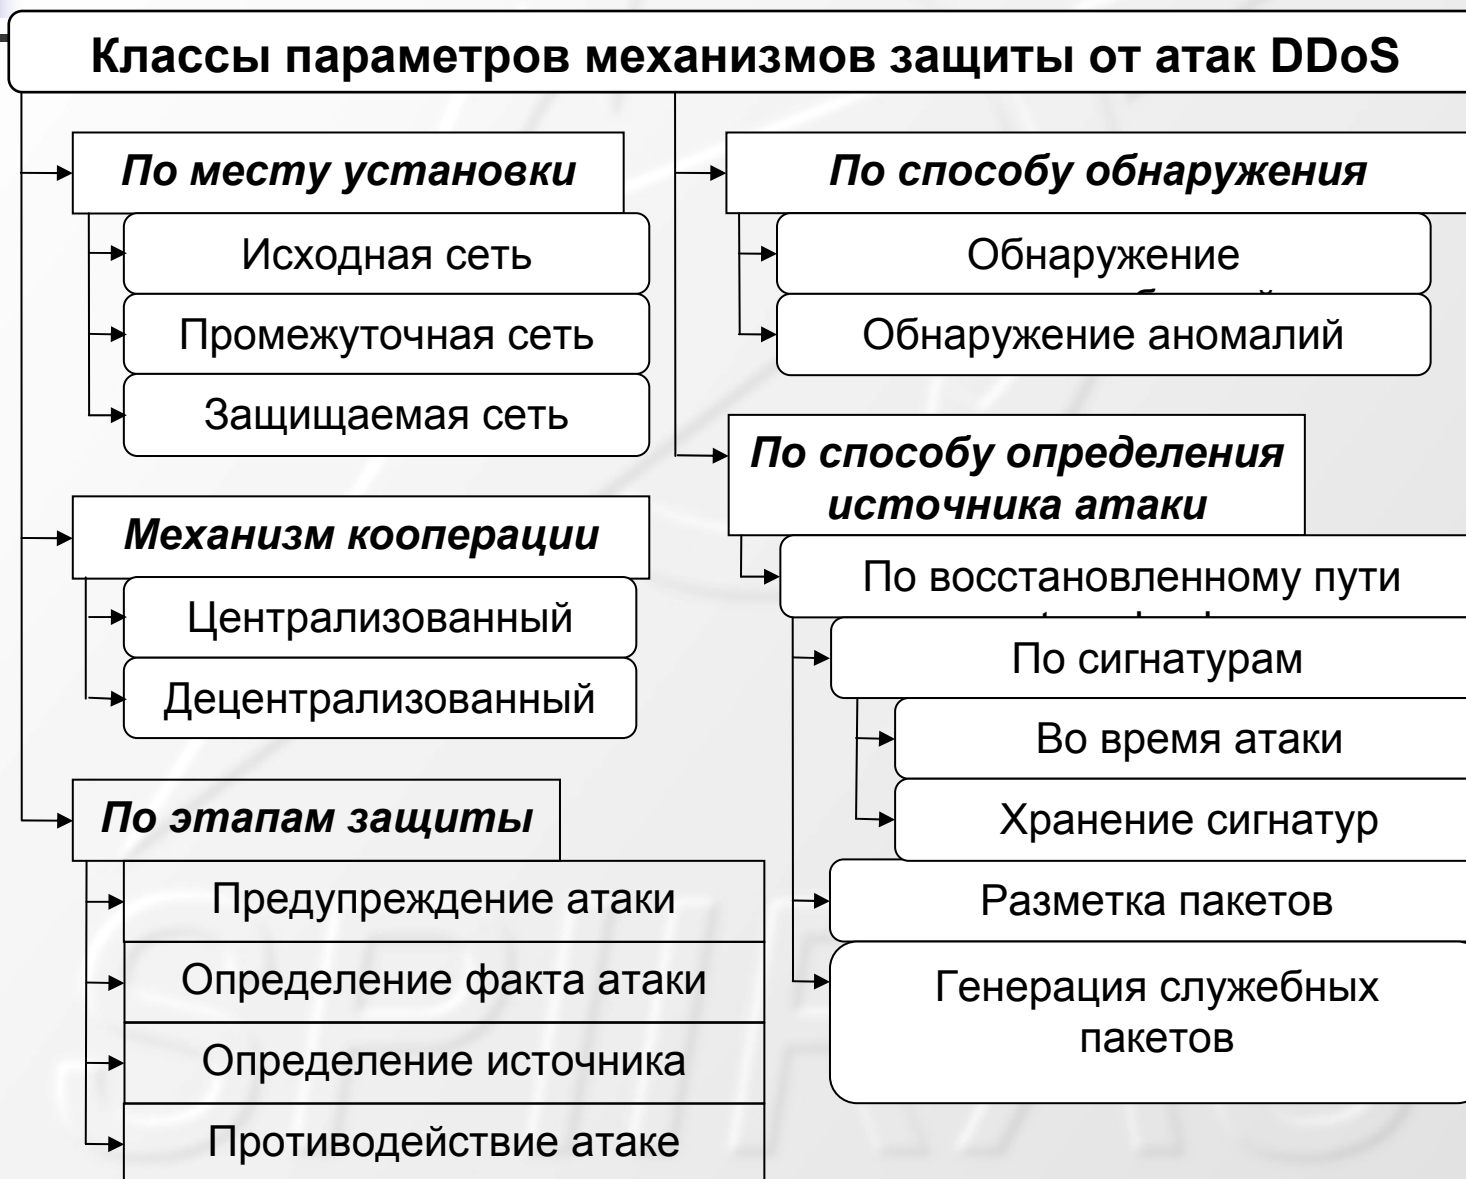 Классы параметров механизмов защиты от атак DDoS
По месту установки
Исходная сеть
Промежуточная сеть
Защищаемая сеть
Механизм кооперации
Централизованный
Децентрализованный
По этапам защиты
Предупреждение атаки
Определение факта атаки
Определение источника
Противодействие атаке
По способу обнаружения
Обнаружение
Обнаружение аномалий
По способу определения
источника атаки
По восстановленному пути
По сигнатурам
Во время атаки
Хранение сигнатур
Разметка пакетов
Генерация служебных
пакетов